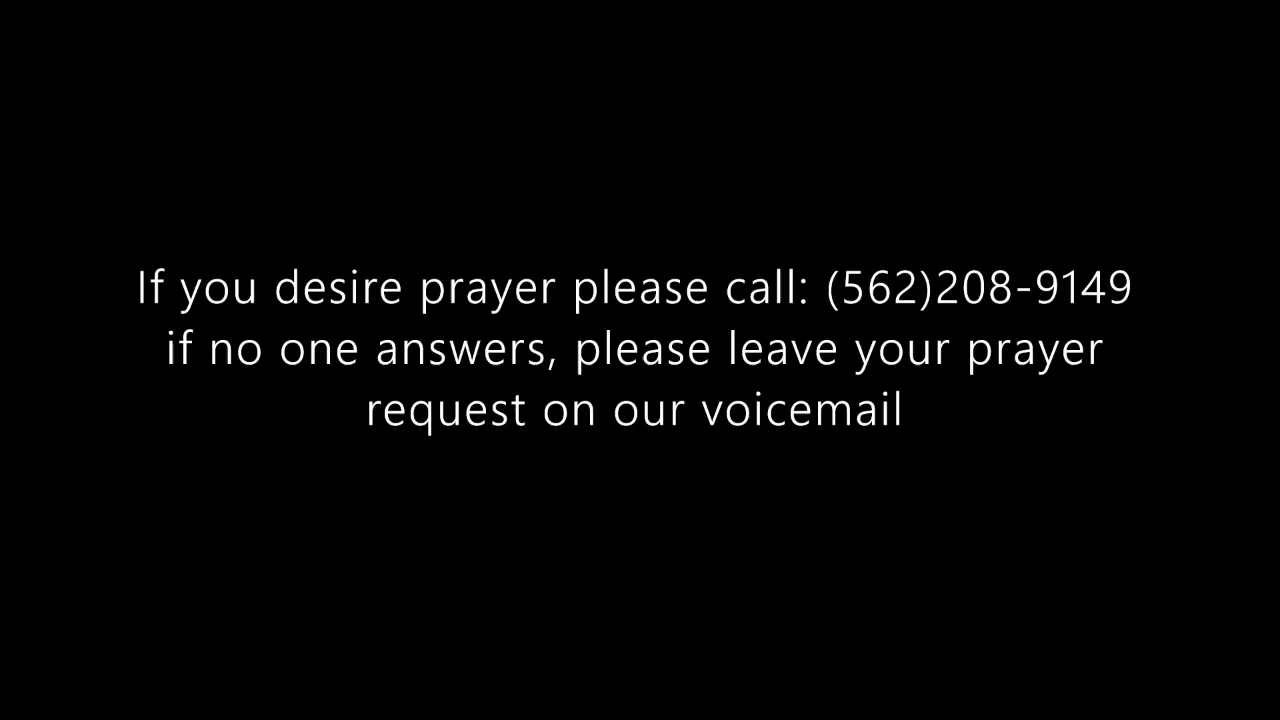 If you desire prayer please call: (562)208-9149
if no one answers, please leave your prayer
request on our voicemail